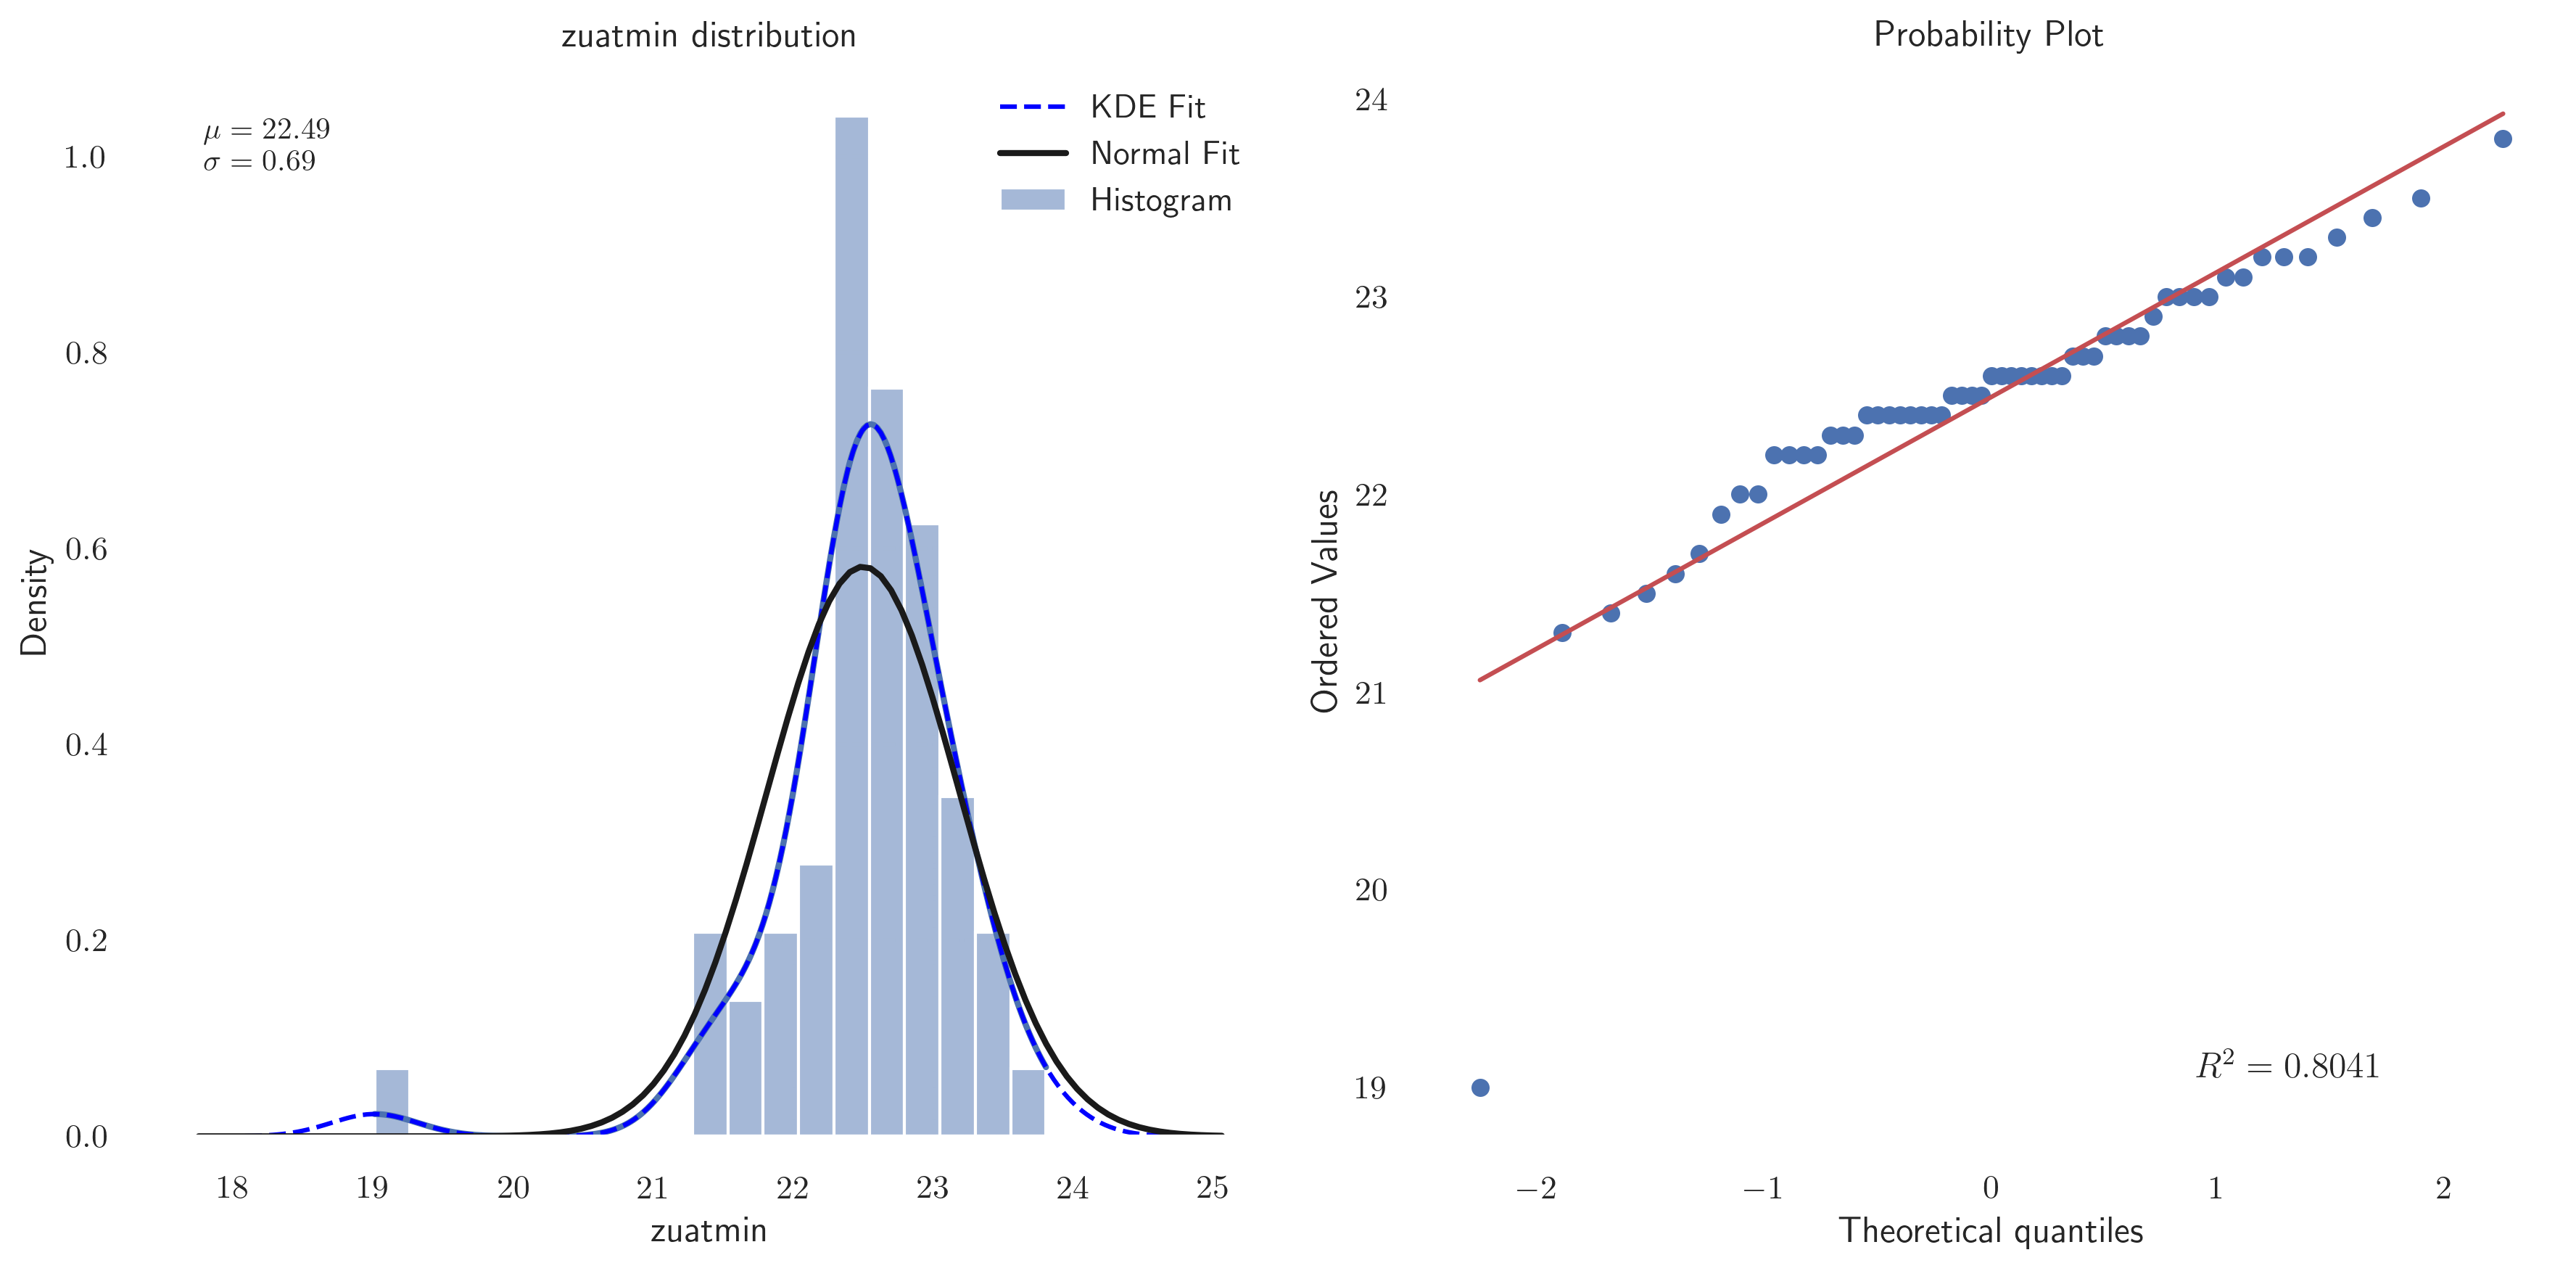 zuatmin distribution
μ = 22.49
σ = 0.69
KDE Fit
Normal Fit
Histogram
1.0
0.8
0.6
0.4
0.2
0.0
Density
18 19 20 21 22 23 24 25
zuatmin
Probability Plot
24
23
22
21
20
19
Ordered Values
R² = 0.8041
−2 −1 0 1 2
Theoretical quantiles